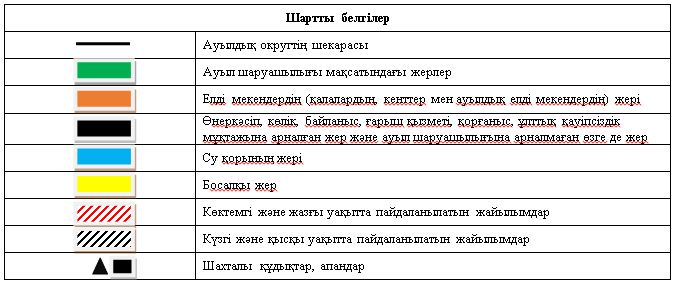 Шартты белгілер
Ауылдық округтің шекарасы
Ауыл шаруашылығы мақсатындағы жерлер
Елді мекендердің (қалалардың, кенттер мен ауылдық елді мекендердің) жері
Өнеркәсіп, көлік, байланыс, ғарыш қызметі, қорғаныс, ұлттық қауіпсіздік
мұқтажына арналған жер және ауыл шаруашылығына арналмаған өзге де жер
Су қорының жері
Босалқы жер
Көктемгі және жазғы уақытта пайдаланылатын жайылымдар
Күзгі және қысқы уақытта пайдаланылатын жайылымдар
Шахталы құдықтар, апандар